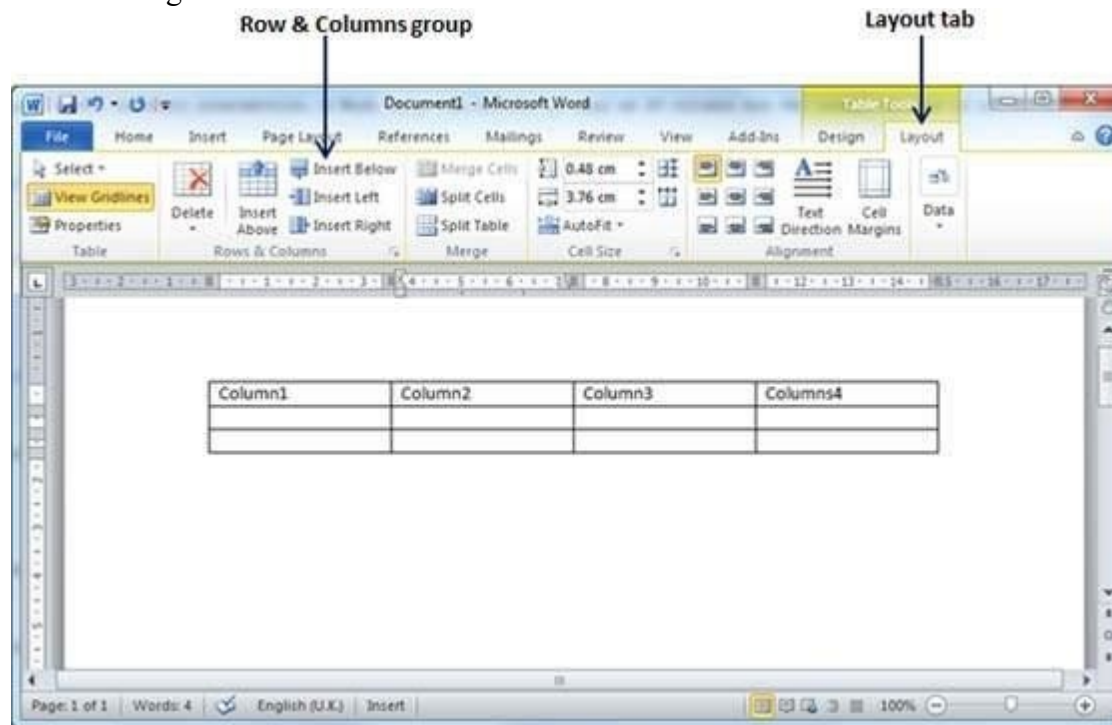 Row & Columns group
Layout tab
Document1 - Microsoft Word
Table Tools
File Home Insert Page Layout References Mailings Review View Add-Ins Design Layout
Select
Insert Below
Merge Cells
0.48 cm
View Gridlines
Delete
Insert Above
Insert Left
Split Cells
3.76 cm
Text Direction
Cell Margins
Data
Properties
Insert Right
Split Table
AutoFit
Table
Rows & Columns
Merge
Cell Size
Alignment
Column1 Column2 Column3 Columns4
Page: 1 of 1 Words: 4 English (U.K.) Insert 100%